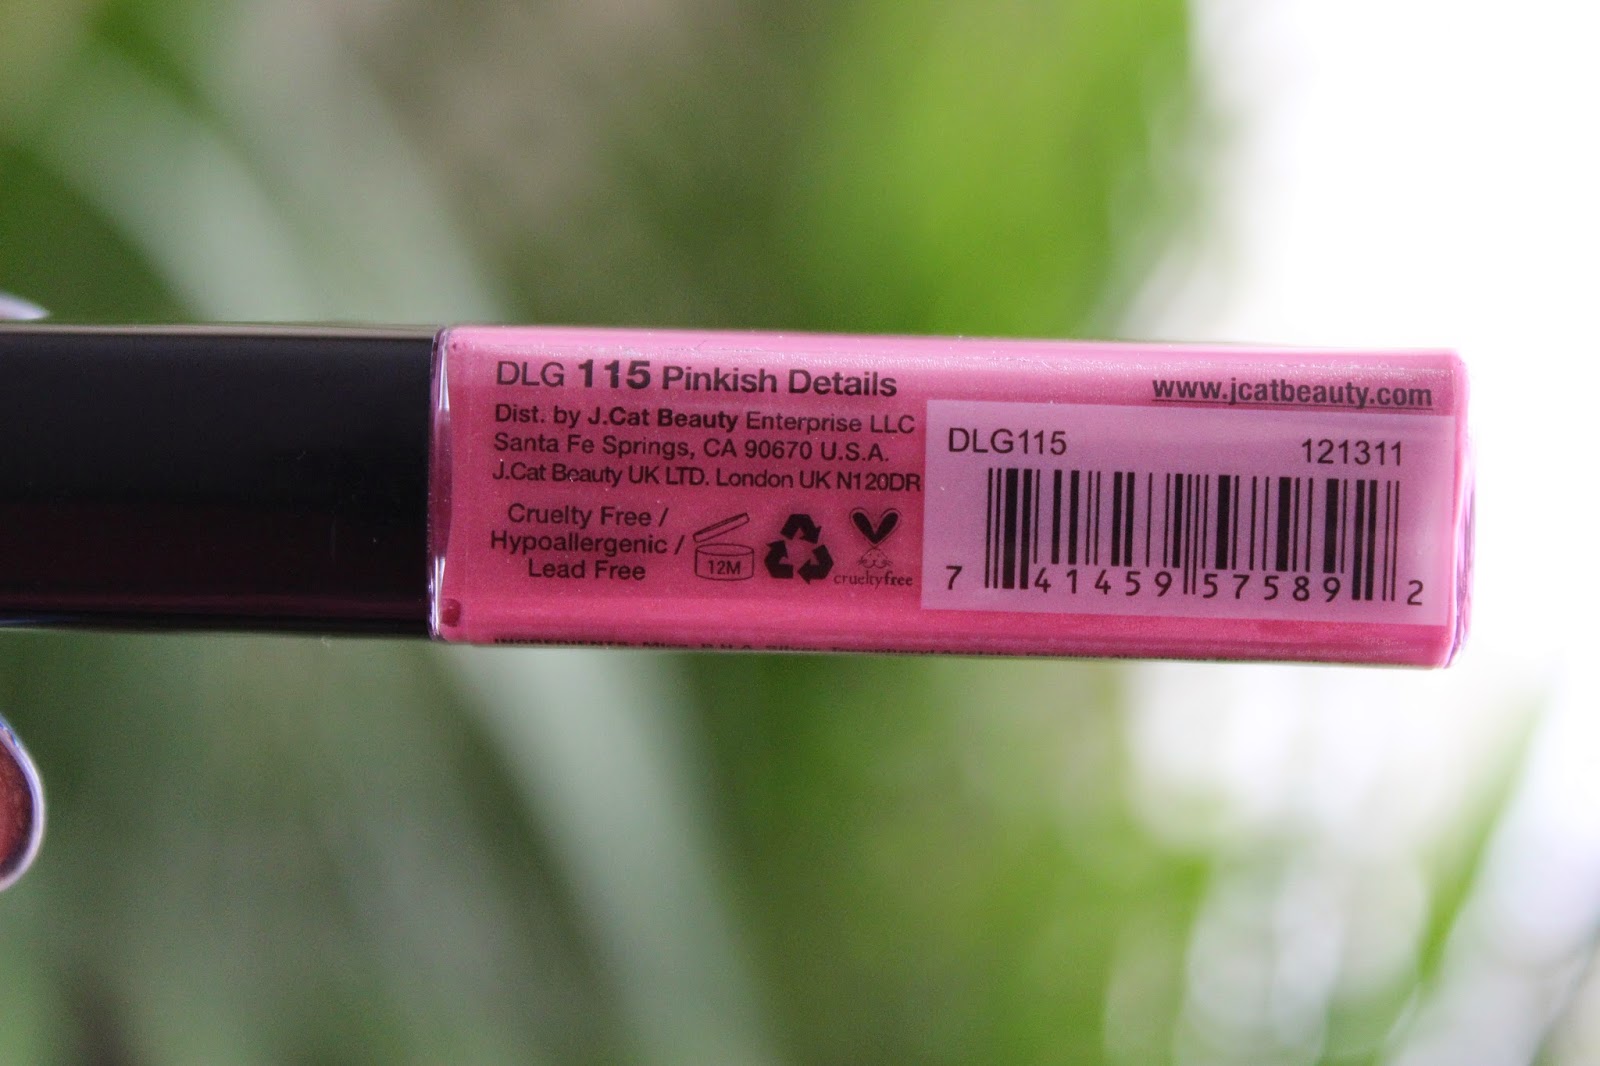 DLG 115 Pinkish Details
Dist. by J.Cat Beauty Enterprise LLC
Santa Fe Springs, CA 90670 U.S.A.
J.Cat Beauty UK LTD. London UK N120DR
Cruelty Free /
Hypoallergenic /
Lead Free
12M
crueltyfree
www.jcatbeauty.com
DLG115 121311
7 41459 57589 2